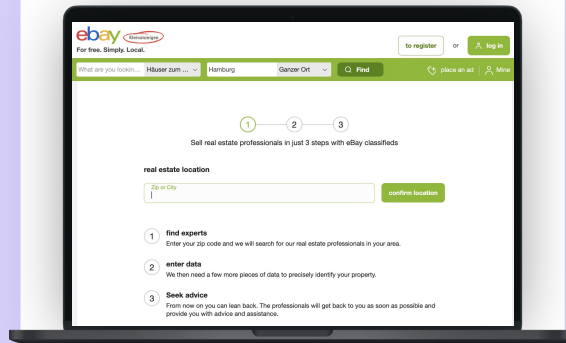 ebay Kleinanzeigen
For free. Simply. Local.
to register or log in
What are you lookin... Häuser zum ... Hamburg Ganzer Ort Find place an ad Mine
1 2 3
Sell real estate professionals in just 3 steps with eBay classifieds
real estate location
Zip or City
confirm location
1 find experts
Enter your zip code and we will search for our real estate professionals in your area.
2 enter data
We then need a few more pieces of data to precisely identify your property.
3 Seek advice
From now on you can lean back. The professionals will get back to you as soon as possible and
provide you with advice and assistance.